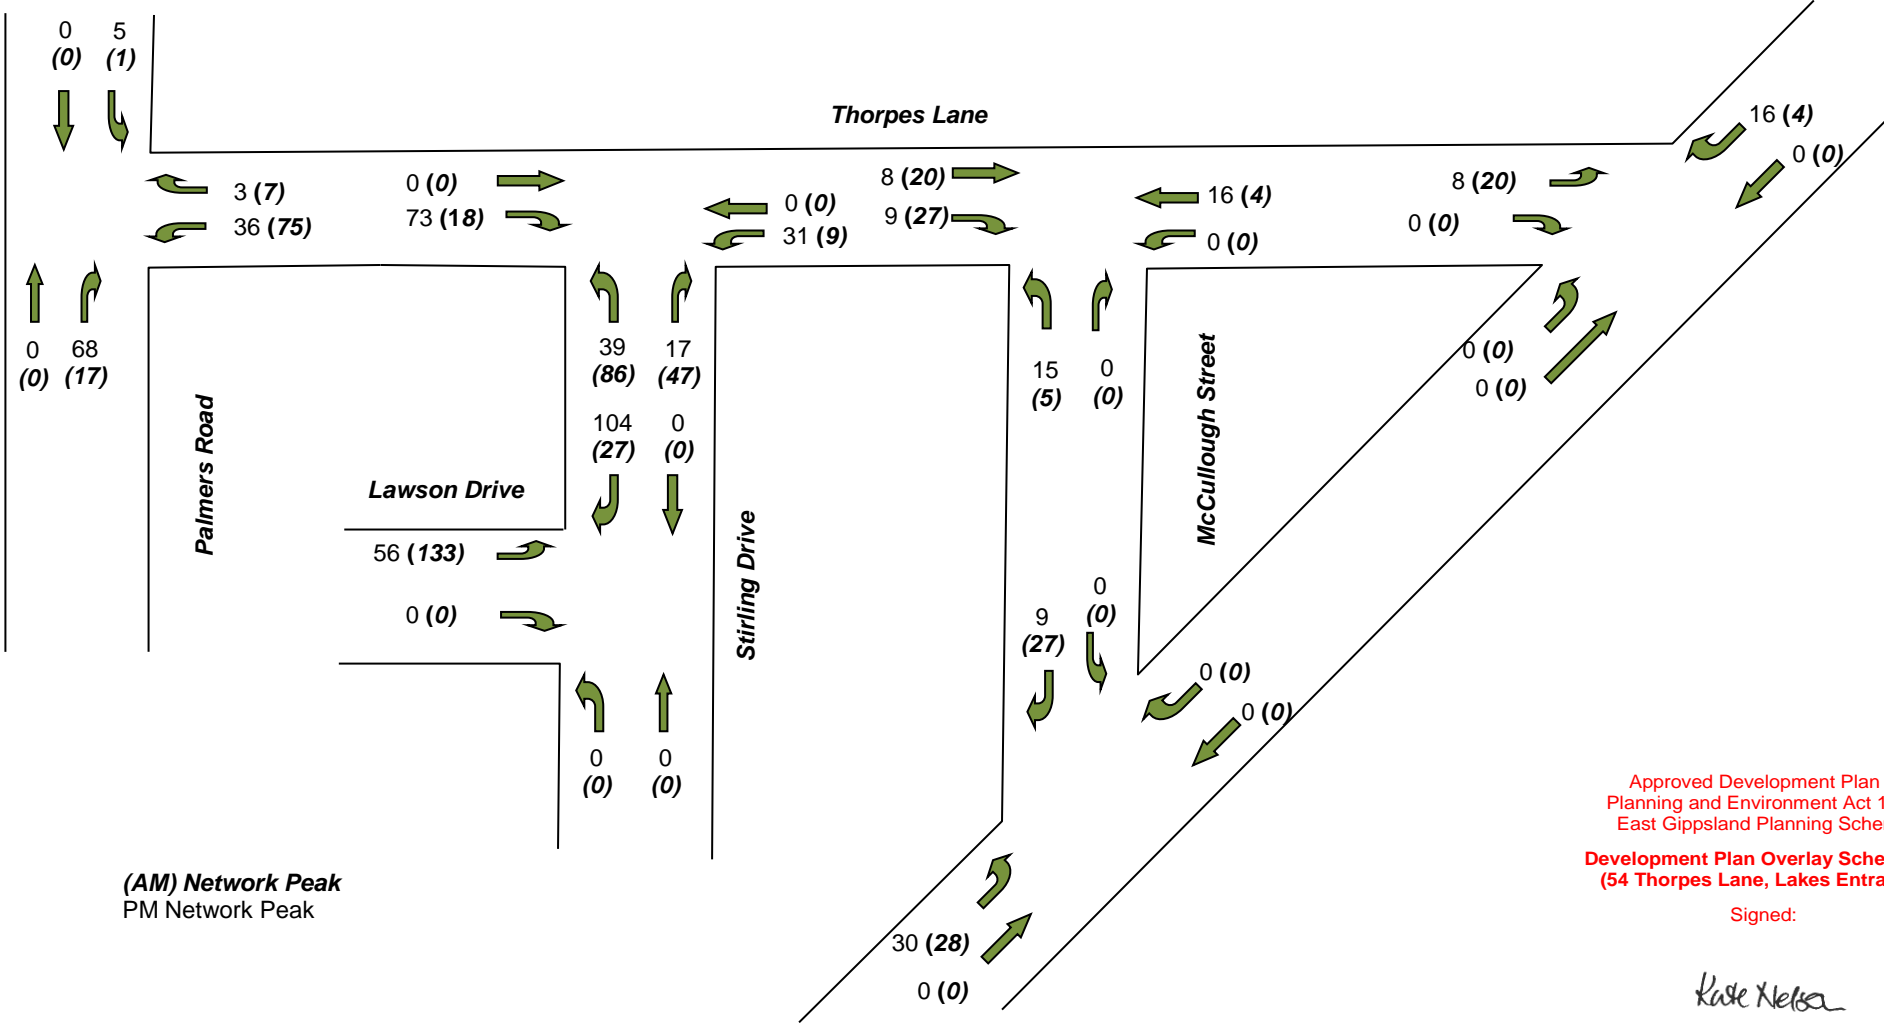 0 5
(0) (1)
Thorpes Lane
16 (4)
0 (0)
3 (7)
36 (75)
0 (0)
73 (18)
0 (0)
31 (9)
8 (20)
9 (27)
16 (4)
0 (0)
8 (20)
0 (0)
0 68
(0) (17)
39 17
(86) (47)
104 0
(27) (0)
15 0
(5) (0)
0 (0)
0 (0)
Palmers Road
Lawson Drive
56 (133)
0 (0)
Stirling Drive
McCullough Street
9
(27)
0
(0)
0 (0)
0 (0)
0 0
(0) (0)
30 (28)
0 (0)
(AM) Network Peak
PM Network Peak
Approved Development Plan
Planning and Environment Act 1
East Gippsland Planning Sche
Development Plan Overlay Sche
(54 Thorpes Lane, Lakes Entra
Signed:
Kate Nelson